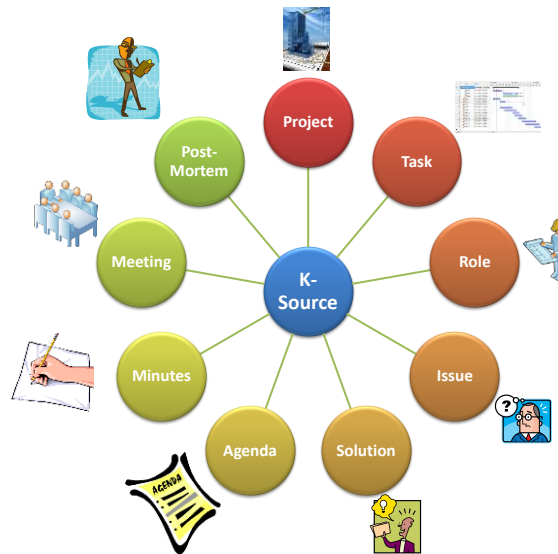 Project
Task
Role
Issue
Solution
Agenda
Minutes
Meeting
Post-
Mortem
K-
Source
?
AGENDA